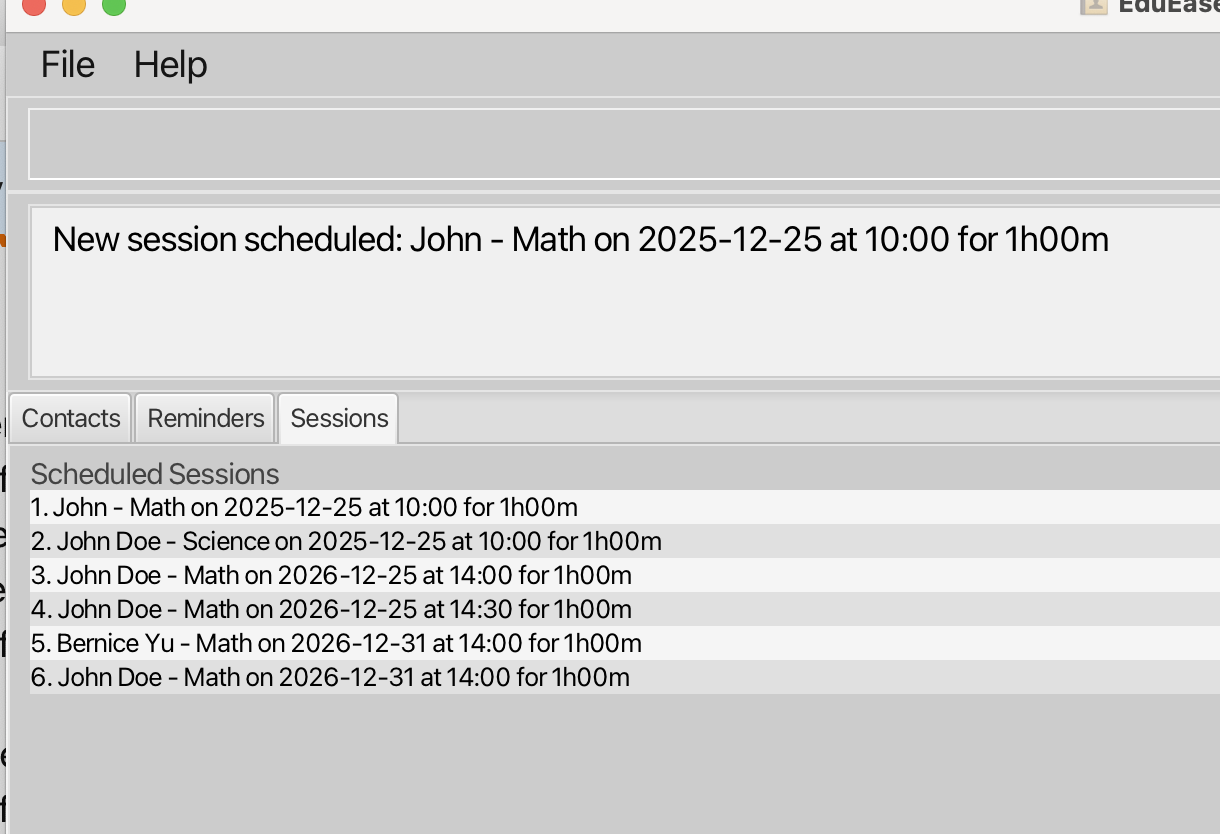 EduEase
File Help
New session scheduled: John - Math on 2025-12-25 at 10:00 for 1h00m
Contacts Reminders Sessions
Scheduled Sessions
1. John - Math on 2025-12-25 at 10:00 for 1h00m
2. John Doe - Science on 2025-12-25 at 10:00 for 1h00m
3. John Doe - Math on 2026-12-25 at 14:00 for 1h00m
4. John Doe - Math on 2026-12-25 at 14:30 for 1h00m
5. Bernice Yu - Math on 2026-12-31 at 14:00 for 1h00m
6. John Doe - Math on 2026-12-31 at 14:00 for 1h00m